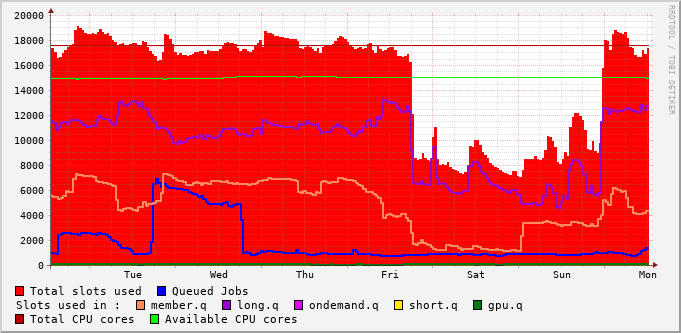 20000
18000
16000
14000
12000
10000
8000
6000
4000
2000
0
Tue Wed Thu Fri Sat Sun Mon
RRDTOOL / TOBI OETIKER
Total slots used Queued Jobs
Slots used in : member.q long.q ondemand.q short.q gpu.q
Total CPU cores Available CPU cores